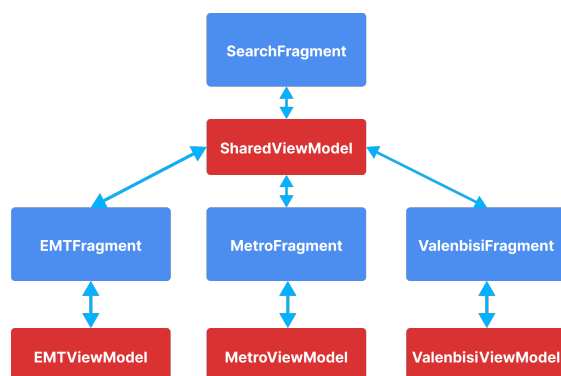 SearchFragment
SharedViewModel
EMTFragment
MetroFragment
ValenbisiFragment
EMTViewModel
MetroViewModel
ValenbisiViewModel